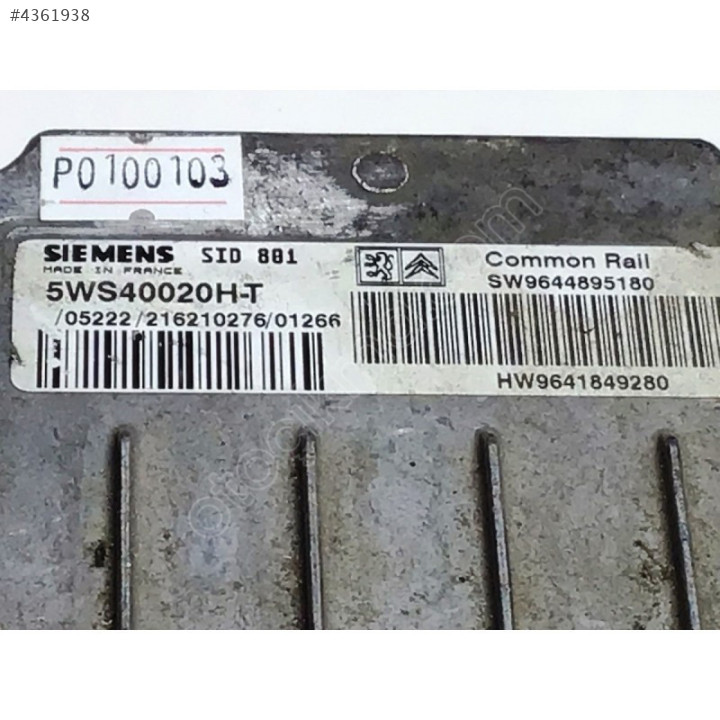 #4361938
P0100103
SIEMENS SID 801
MADE IN FRANCE
5WS40020H-T
/05222/216210276/01266
Common Rail
SW9644895180
HW9641849280